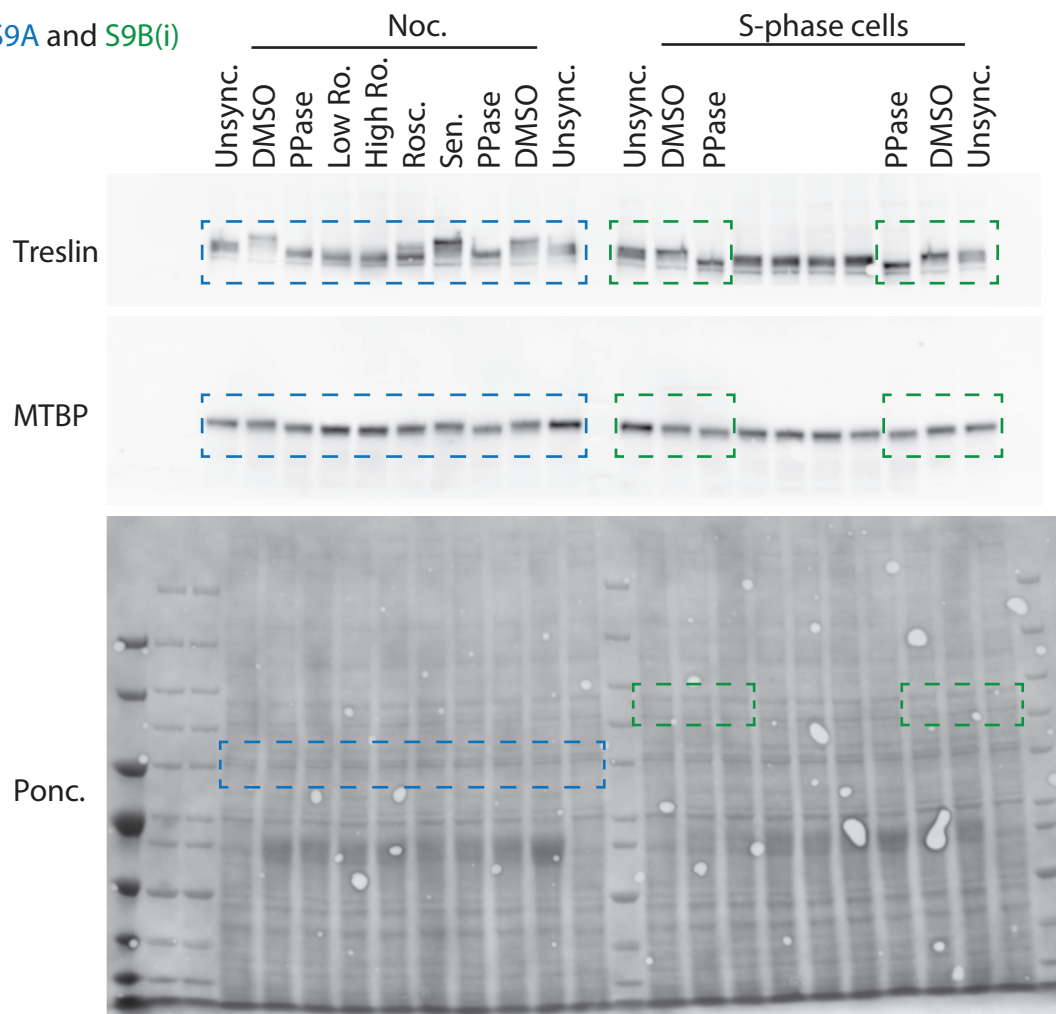 S9A and S9B(i)
Noc.
S-phase cells
Unsync.
DMSO
PPase
Low Ro.
High Ro.
Rosc.
Sen.
PPase
DMSO
Unsync.
Unsync.
DMSO
PPase
PPase
DMSO
Unsync.
Treslin
MTBP
Ponc.